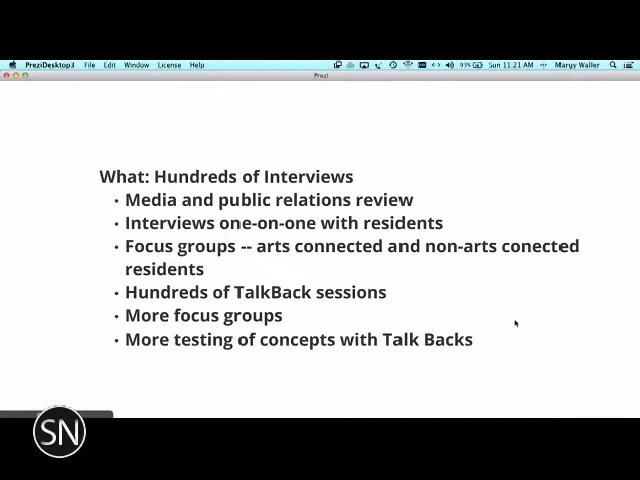 PreziDesktop3 File Edit Window License Help 93% Sun 11:21 AM Margy Waller
Prezi
What: Hundreds of Interviews
• Media and public relations review
• Interviews one-on-one with residents
• Focus groups -- arts connected and non-arts conected
residents
• Hundreds of TalkBack sessions
• More focus groups
• More testing of concepts with Talk Backs
SN